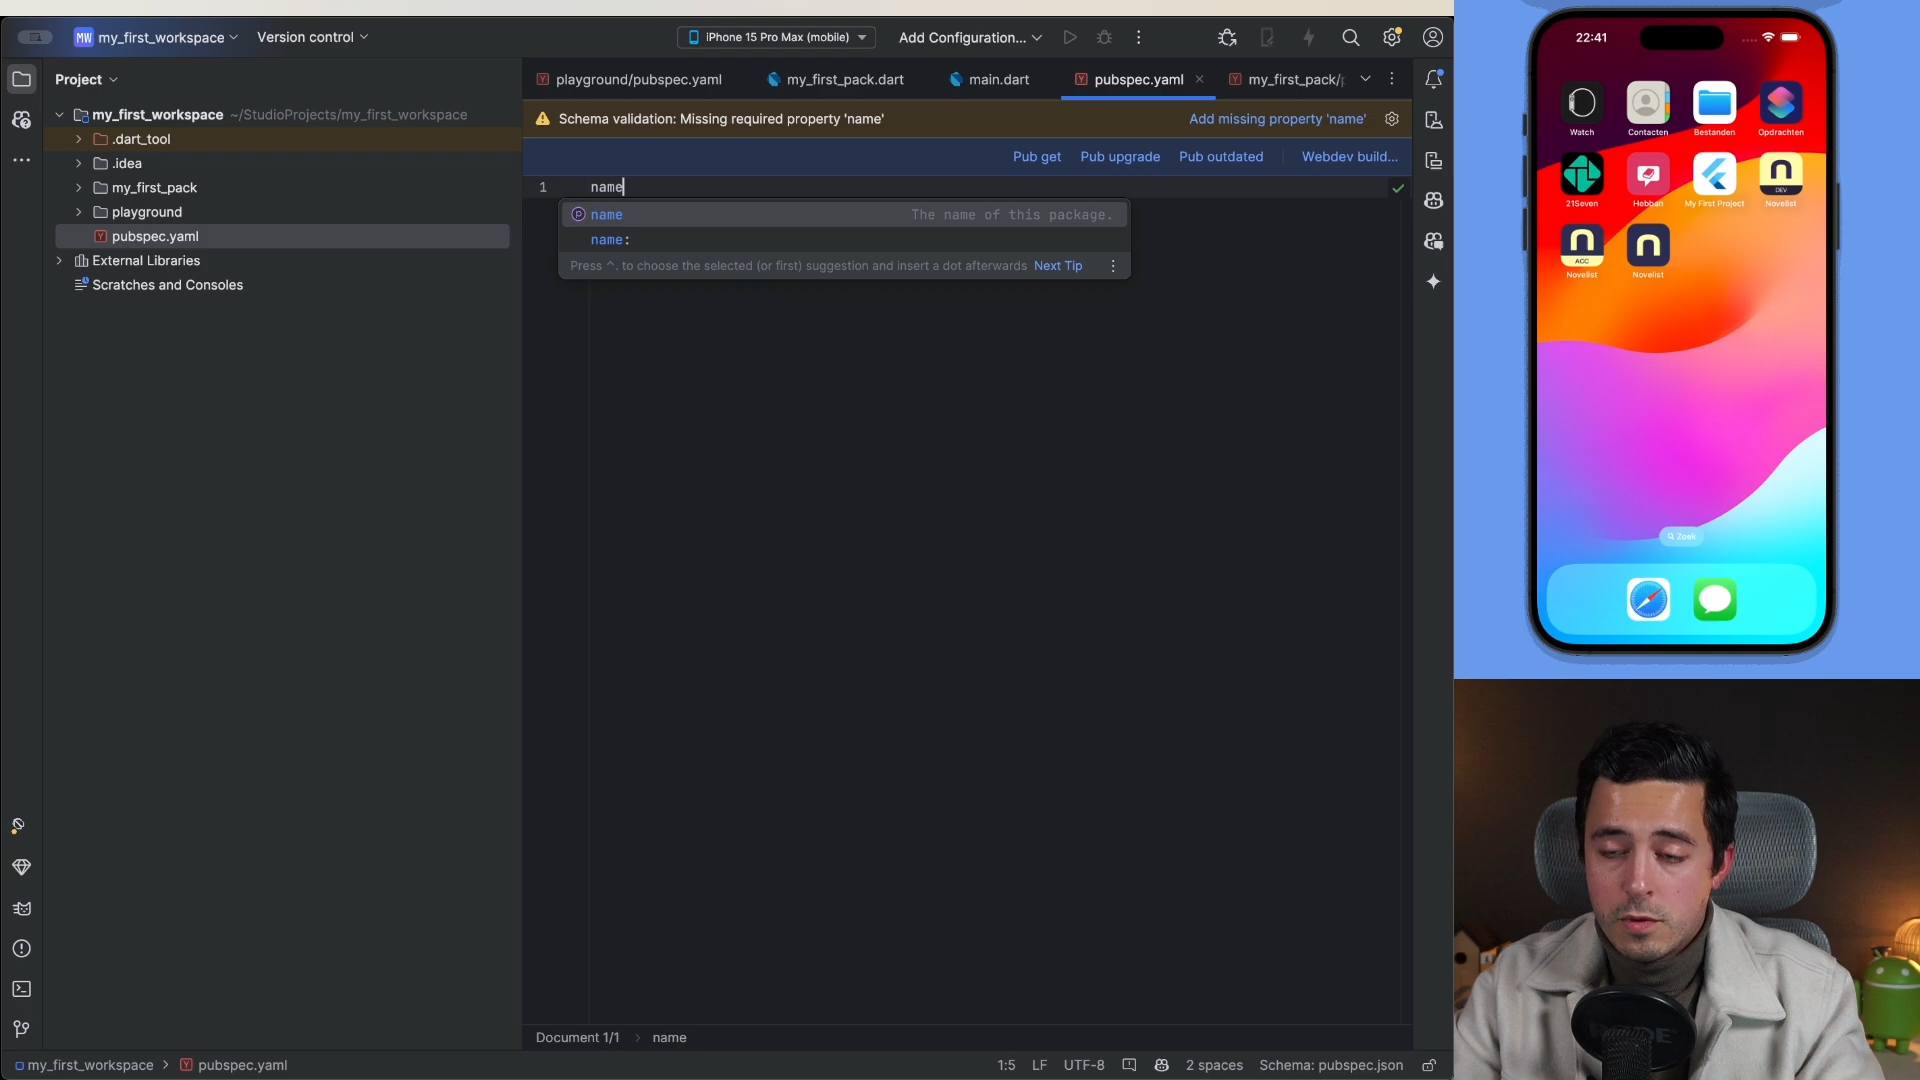 MW my_first_workspace
Version control
iPhone 15 Pro Max (mobile)
Add Configuration...
Project
my_first_workspace ~/StudioProjects/my_first_workspace
.dart_tool
.idea
my_first_pack
playground
pubspec.yaml
External Libraries
Scratches and Consoles
playground/pubspec.yaml
my_first_pack.dart
main.dart
pubspec.yaml
my_first_pack/
Schema validation: Missing required property 'name'
Add missing property 'name'
Pub get
Pub upgrade
Pub outdated
Webdev build...
1 name
name The name of this package.
name:
Press ^. to choose the selected (or first) suggestion and insert a dot afterwards Next Tip
Document 1/1
name
my_first_workspace
pubspec.yaml
1:5
LF
UTF-8
2 spaces
Schema: pubspec.json
22:41
Watch
Contacten
Bestanden
Opdrachten
DEV
21Seven
Hebban
My First Project
Novelist
ACC
Novelist
Novelist
Zoek
RØDE